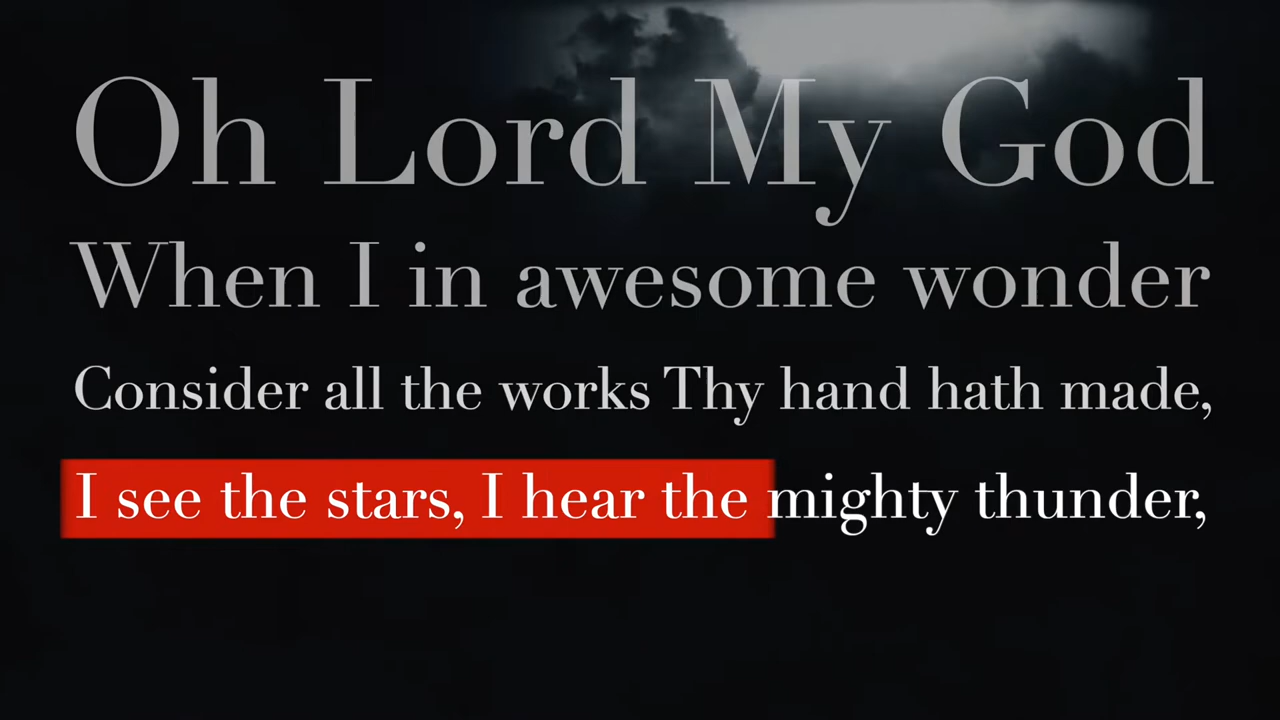 Oh Lord My God
When I in awesome wonder
Consider all the works Thy hand hath made,
I see the stars, I hear the mighty thunder,